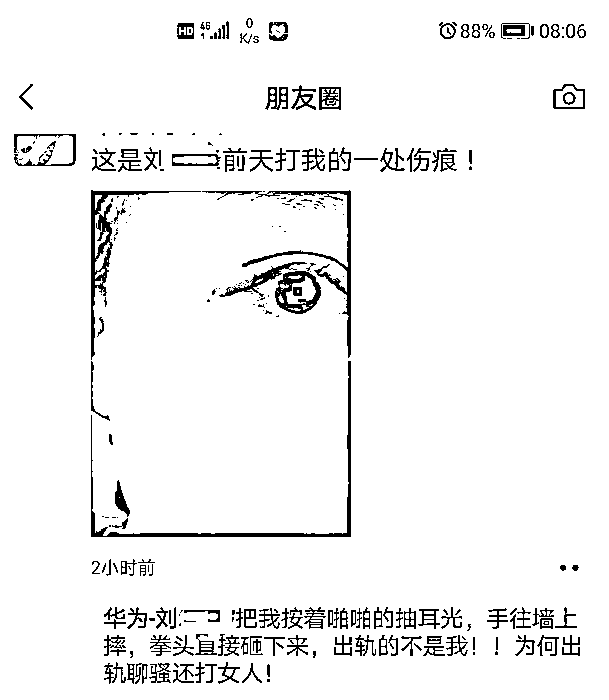 HD 46 0 K/s 88% 08:06
朋友圈
这是刘 前天打我的一处伤痕！
2小时前
华为-刘 把我按着啪啪的抽耳光，手往墙上
摔，拳头直接砸下来，出轨的不是我！！为何出
轨聊骚还打女人！